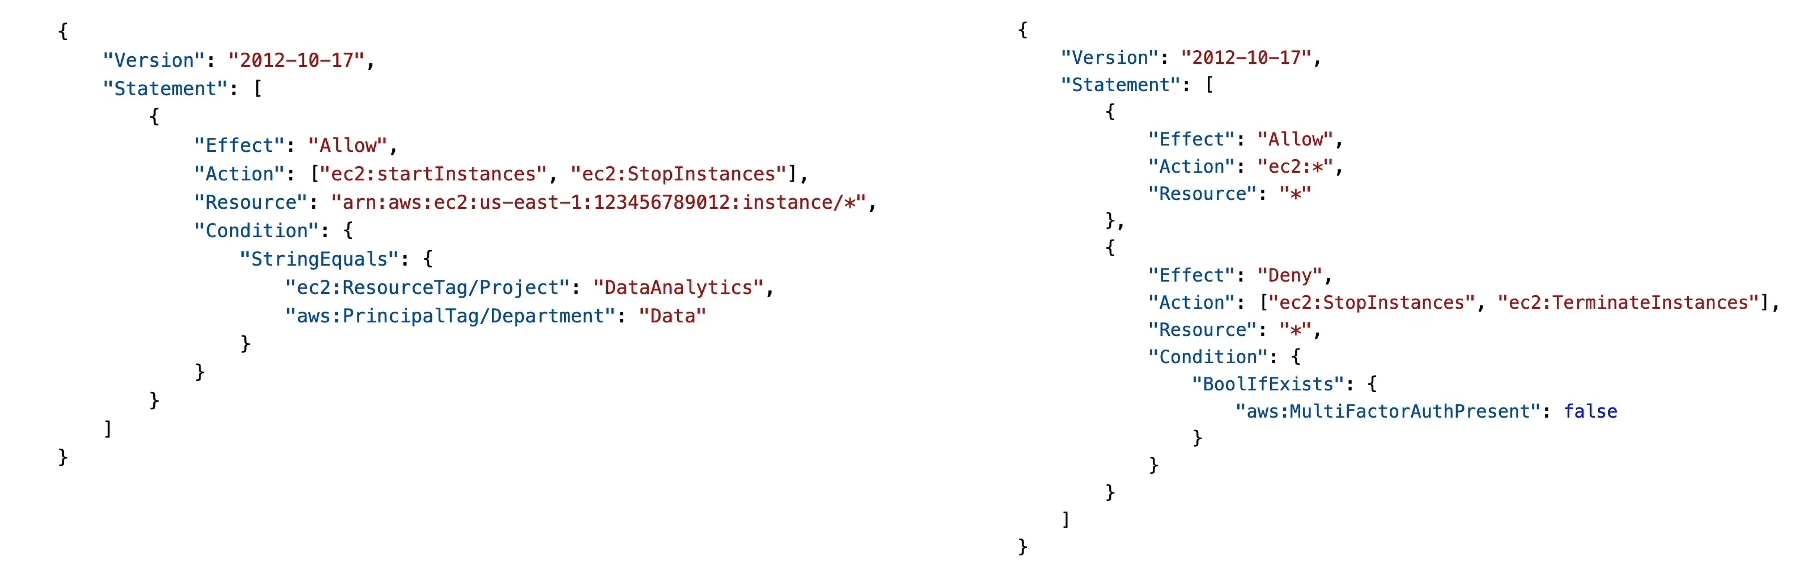 {
    "Version": "2012-10-17",
    "Statement": [
        {
            "Effect": "Allow",
            "Action": ["ec2:startInstances", "ec2:StopInstances"],
            "Resource": "arn:aws:ec2:us-east-1:123456789012:instance/*",
            "Condition": {
                "StringEquals": {
                    "ec2:ResourceTag/Project": "DataAnalytics",
                    "aws:PrincipalTag/Department": "Data"
                }
            }
        }
    ]
}
{
    "Version": "2012-10-17",
    "Statement": [
        {
            "Effect": "Allow",
            "Action": "ec2:*",
            "Resource": "*"
        },
        {
            "Effect": "Deny",
            "Action": ["ec2:StopInstances", "ec2:TerminateInstances"],
            "Resource": "*",
            "Condition": {
                "BoolIfExists": {
                    "aws:MultiFactorAuthPresent": false
                }
            }
        }
    ]
}